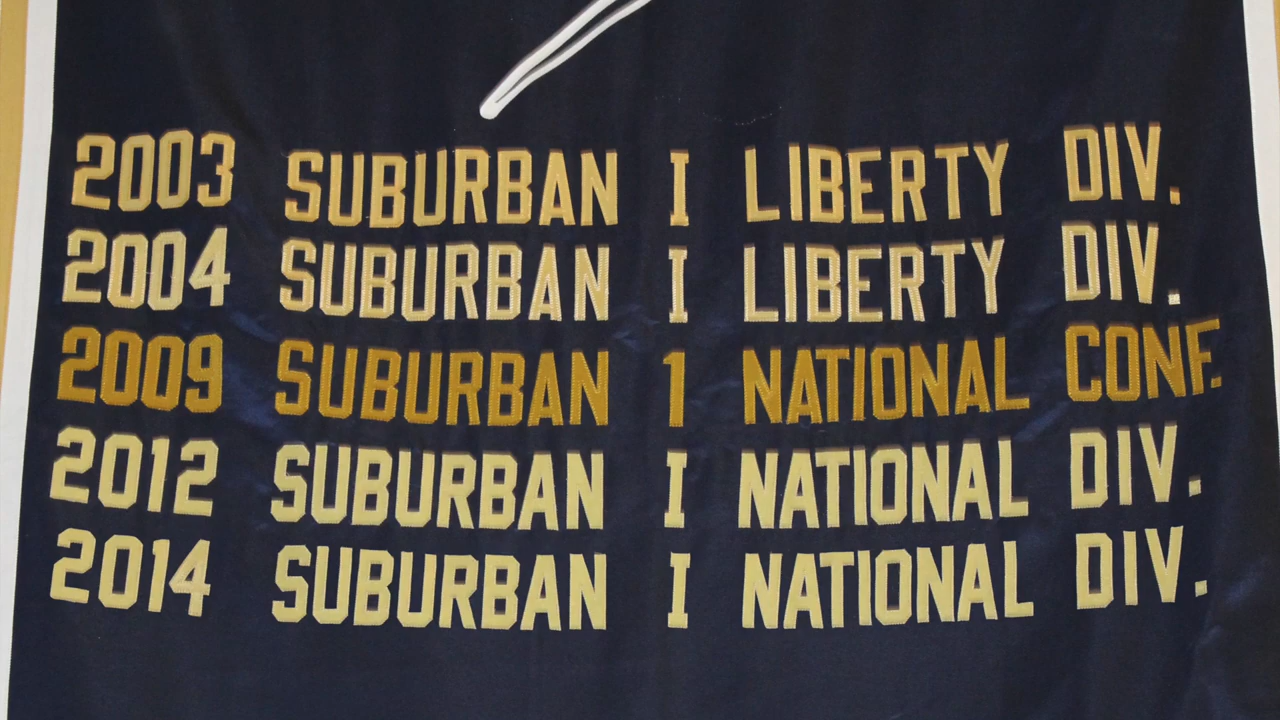 2003 SUBURBAN I LIBERTY DIV.
2004 SUBURBAN I LIBERTY DIV.
2009 SUBURBAN 1 NATIONAL CONF.
2012 SUBURBAN I NATIONAL DIV.
2014 SUBURBAN I NATIONAL DIV.